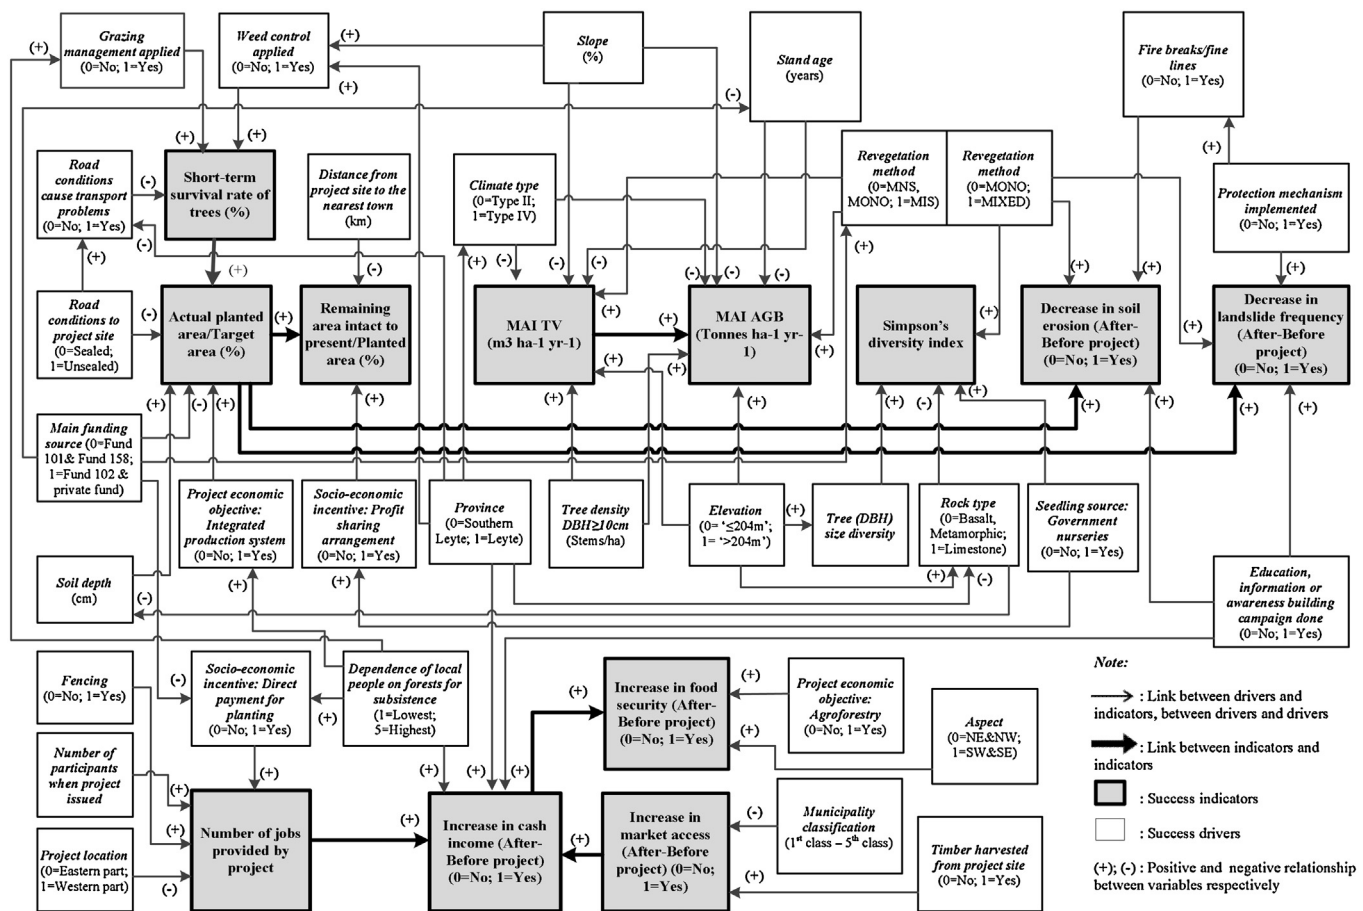 Grazing
management applied
(0=No; 1=Yes)
Weed control
applied
(0=No; 1=Yes)
Slope
(%)
Stand age
(years)
Fire breaks/fine
lines
(0=No; 1=Yes)
(+)
(+)
(+)
(-)
(+)
(+)
(+)
Road
conditions
cause transport
problems
(0=No; 1=Yes)
(-)
Short-term
survival rate of
trees (%)
Distance from
project site to the
nearest town
(km)
Climate type
(0=Type II;
1=Type IV)
Revegetation
method
(0=MNS,
MONO; 1=MIS)
Revegetation
method
(0=MONO;
1=MIXED)
Protection mechanism
implemented
(0=No; 1=Yes)
(-)
(+)
(+)
(-)
(+)
(-)
(-)
(-)
(-)
(-)
(-)
(+)
(+)
(+)
(+)
Road
conditions to
project site
(0=Sealed;
1=Unsealed)
(-)
Actual planted
area/Target
area (%)
(+)
Remaining
area intact to
present/Planted
area (%)
MAI TV
(m3 ha-1 yr-1)
(+)
(+)
MAI AGB
(Tonnes ha-1 yr-
1)
(+)
Simpson's
diversity index
(+)
Decrease in soil
erosion (After-
Before project)
(0=No; 1=Yes)
(+)
Decrease in
landslide frequency
(After-Before
project)
(0=No; 1=Yes)
(+)
(+)
(+)
(-)
(+)
(+)
(+)
(+)
(+)
(-)
(+)
(+)
(+)
(+)
(+)
Main funding
source (0=Fund
101& Fund 158;
1=Fund 102 &
private fund)
Project economic
objective:
Integrated
production system
(0=No; 1=Yes)
Socio-economic
incentive: Profit
sharing
arrangement
(0=No; 1=Yes)
Province
(0=Southern
Leyte; 1=Leyte)
Tree density
DBH≥10cm
(Stems/ha)
Elevation
(0= ‘≤204m’;
1= ‘>204m’)
(+)
Tree (DBH)
size diversity
Rock type
(0=Basalt,
Metamorphic;
1=Limestone)
Seedling source:
Government
nurseries
(0=No; 1=Yes)
Soil depth
(cm)
(-)
(+)
(+)
(+)
(-)
Education,
information or
awareness building
campaign done
(0=No; 1=Yes)
Fencing
(0=No; 1=Yes)
(-)
Socio-economic
incentive: Direct
payment for
planting
(0=No; 1=Yes)
(+)
Dependence of local
people on forests for
subsistence
(1=Lowest;
5=Highest)
(+)
Increase in food
security (After-
Before project)
(0=No; 1=Yes)
(+)
(+)
Project economic
objective:
Agroforestry
(0=No; 1=Yes)
Aspect
(0=NE&NW;
1=SW&SE)
Note:
: Link between drivers and
indicators, between drivers and drivers
: Link between indicators and
indicators
: Success indicators
: Success drivers
(+); (-) : Positive and negative relationship
between variables respectively
Number of
participants
when project
issued
(+)
(+)
(+)
(+)
(+)
(+)
Project location
(0=Eastern part;
1=Western part)
(-)
Number of jobs
provided by
project
(+)
Increase in cash
income (After-
Before project)
(0=No; 1=Yes)
(+)
Increase in
market access
(After-Before
project) (0=No;
1=Yes)
(-)
(+)
Municipality
classification
(1st class – 5th class)
Timber harvested
from project site
(0=No; 1=Yes)